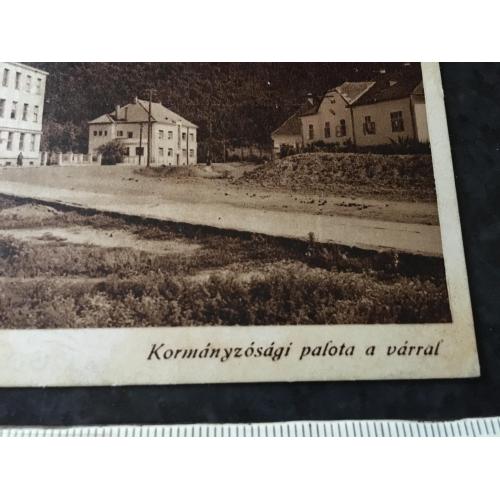 Kormányzósági palota a várral